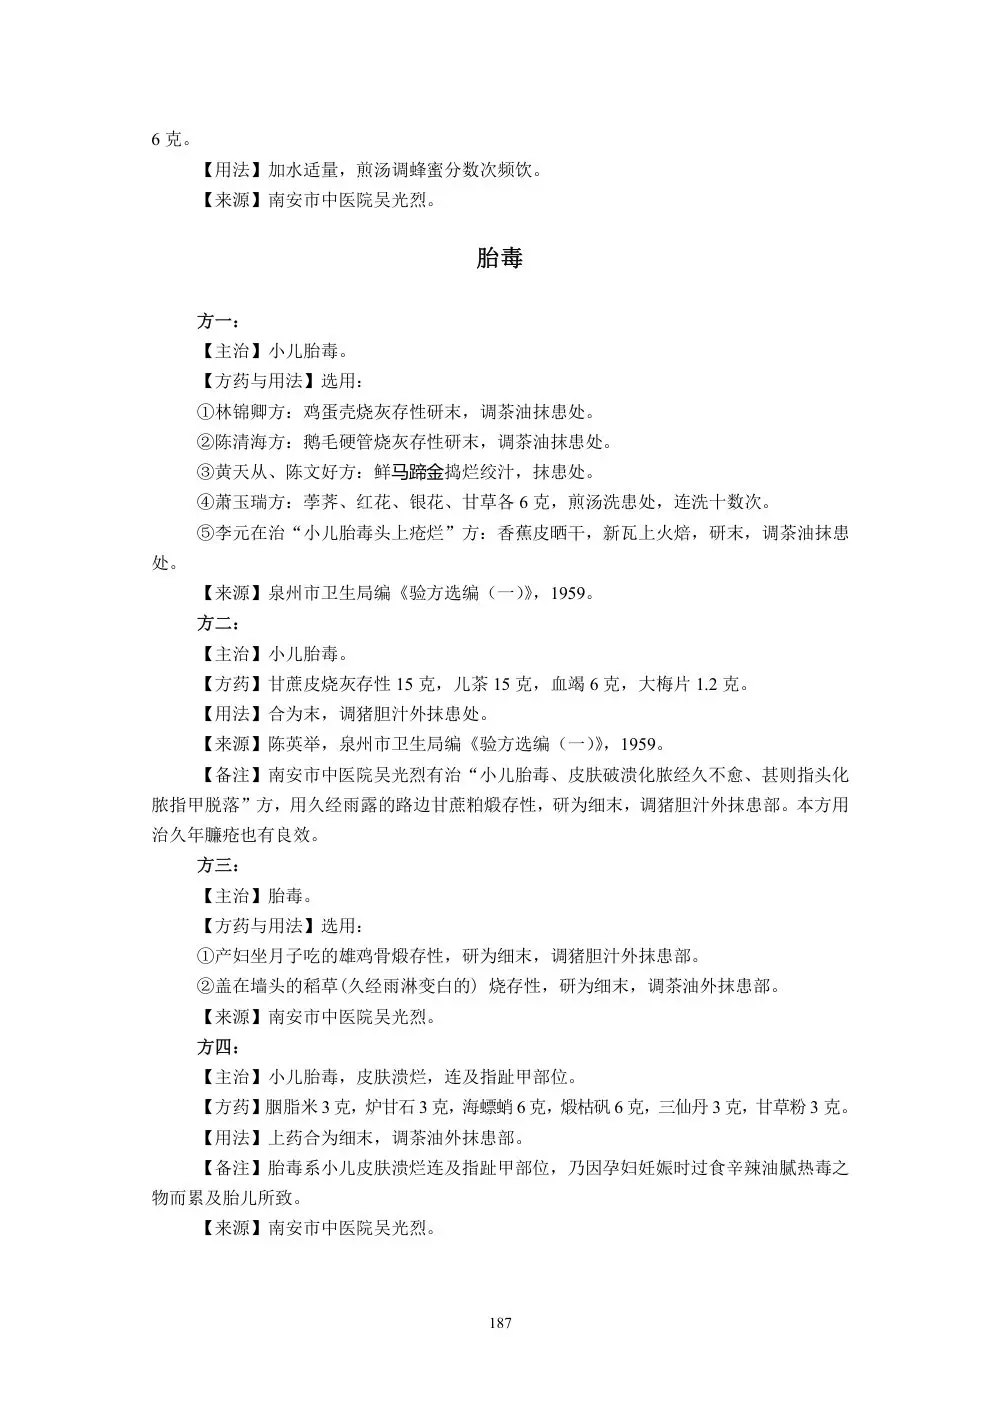 6 克。
【用法】加水适量，煎汤调蜂蜜分数次频饮。
【来源】南安市中医院吴光烈。
胎毒
方一：
【主治】小儿胎毒。
【方药与用法】选用：
①林锦卿方：鸡蛋壳烧灰存性研末，调茶油抹患处。
②陈清海方：鹅毛硬管烧灰存性研末，调茶油抹患处。
③黄天从、陈文好方：鲜马蹄金捣烂绞汁，抹患处。
④萧玉瑞方：荸荠、红花、银花、甘草各 6 克，煎汤洗患处，连洗十数次。
⑤李元在治“小儿胎毒头上疮烂”方：香蕉皮晒干，新瓦上火焙，研末，调茶油抹患
处。
【来源】泉州市卫生局编《验方选编（一）》，1959。
方二：
【主治】小儿胎毒。
【方药】甘蔗皮烧灰存性 15 克，儿茶 15 克，血竭 6 克，大梅片 1.2 克。
【用法】合为末，调猪胆汁外抹患处。
【来源】陈英举，泉州市卫生局编《验方选编（一）》，1959。
【备注】南安市中医院吴光烈有治“小儿胎毒、皮肤破溃化脓经久不愈、甚则指头化
脓指甲脱落”方，用久经雨露的路边甘蔗粕煅存性，研为细末，调猪胆汁外抹患部。本方用
治久年臁疮也有良效。
方三：
【主治】胎毒。
【方药与用法】选用：
①产妇坐月子吃的雄鸡骨煅存性，研为细末，调猪胆汁外抹患部。
②盖在墙头的稻草(久经雨淋变白的) 烧存性，研为细末，调茶油外抹患部。
【来源】南安市中医院吴光烈。
方四：
【主治】小儿胎毒，皮肤溃烂，连及指趾甲部位。
【方药】胭脂米 3 克，炉甘石 3 克，海螵蛸 6 克，煅枯矾 6 克，三仙丹 3 克，甘草粉 3 克。
【用法】上药合为细末，调茶油外抹患部。
【备注】胎毒系小儿皮肤溃烂连及指趾甲部位，乃因孕妇妊娠时过食辛辣油腻热毒之
物而累及胎儿所致。
【来源】南安市中医院吴光烈。
187